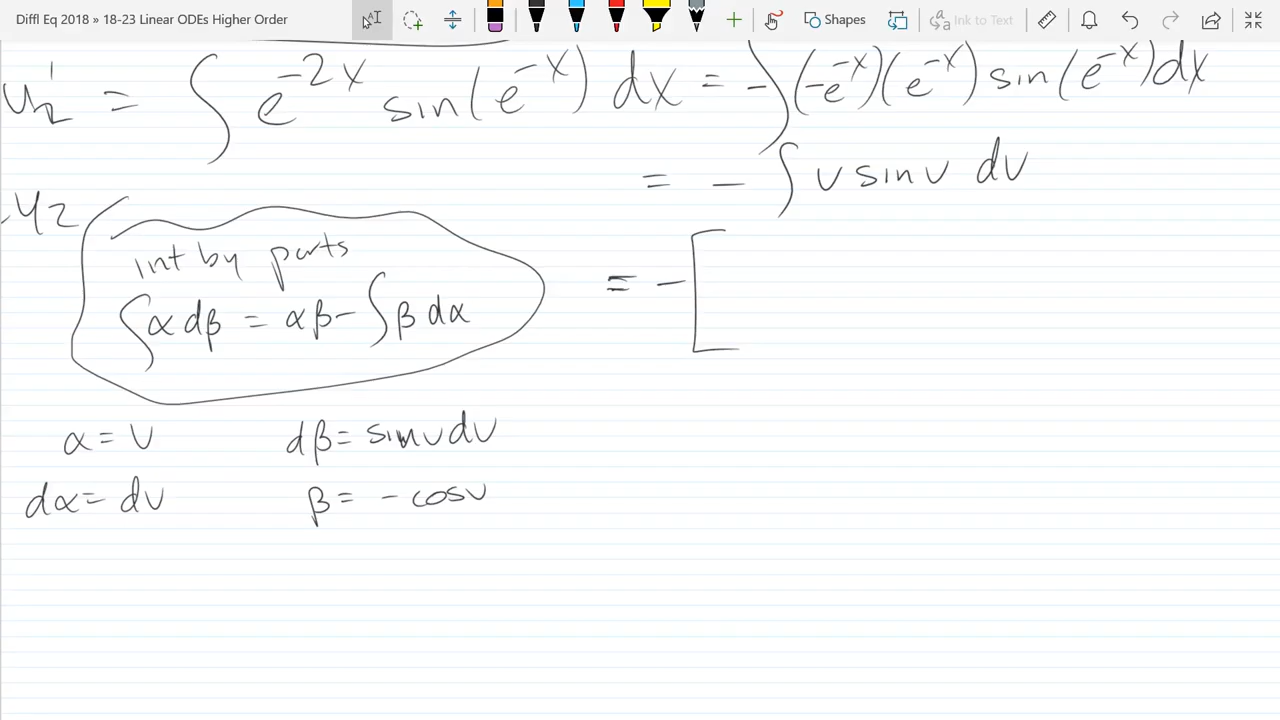 Diffl Eq 2018 » 18-23 Linear ODEs Higher Order
Shapes
Ink to Text
u₂' = ∫ e^{-2x} sin(e^{-x}) dx = -∫(-e^{-x})(e^{-x}) sin(e^{-x})dx
= - ∫ v sin v dv
int by parts
∫α dβ = αβ - ∫β dα
= - [
α = v dβ = sin v dv
dα = dv β = - cos v